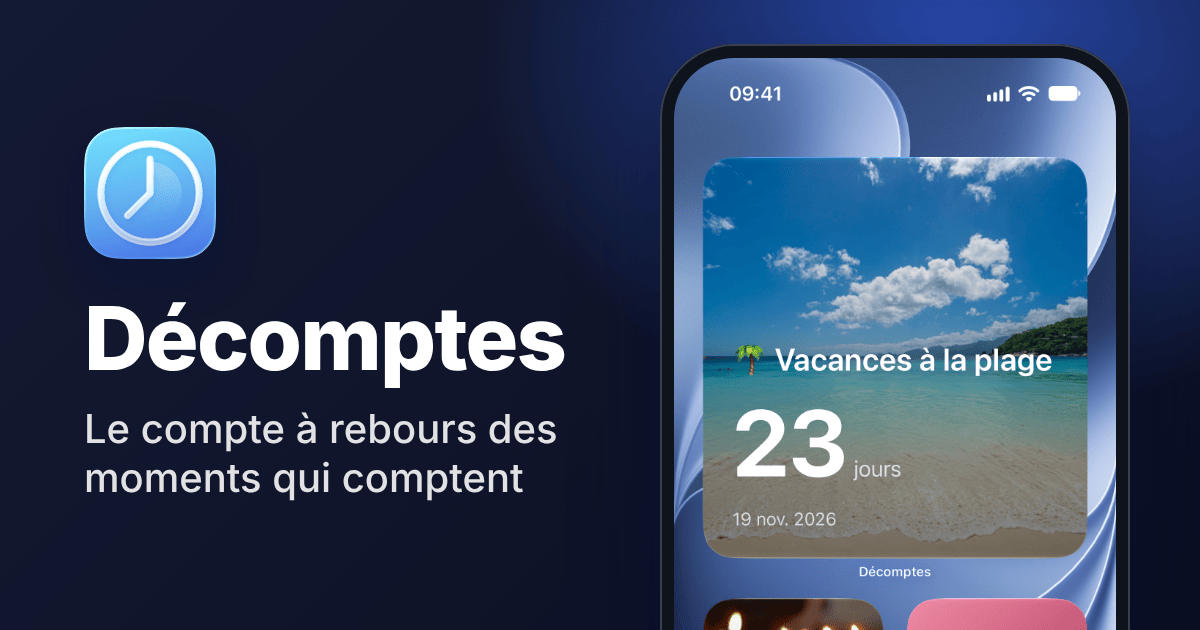 Décomptes
Le compte à rebours des
moments qui comptent
09:41
🌴 Vacances à la plage
23 jours
19 nov. 2026
Décomptes